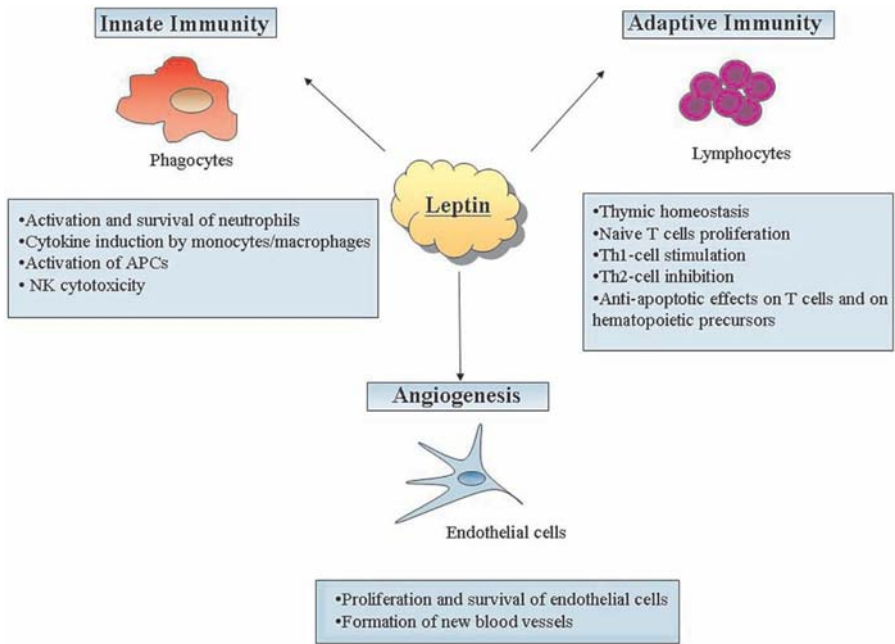 Innate Immunity
Phagocytes
•Activation and survival of neutrophils
•Cytokine induction by monocytes/macrophages
•Activation of APCs
• NK cytotoxicity
Leptin
Adaptive Immunity
Lymphocytes
•Thymic homeostasis
•Naive T cells proliferation
•Th1-cell stimulation
•Th2-cell inhibition
•Anti-apoptotic effects on T cells and on
hematopoietic precursors
Angiogenesis
Endothelial cells
•Proliferation and survival of endothelial cells
•Formation of new blood vessels